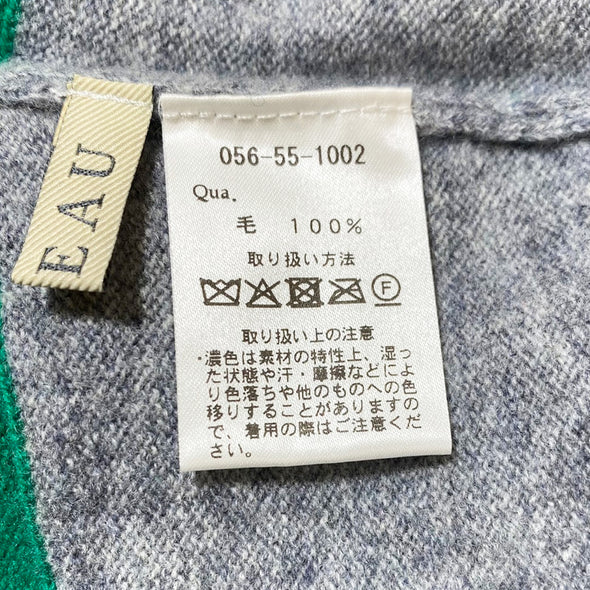 EAU
056-55-1002
Qua.
毛 100%
取り扱い方法
F
取り扱い上の注意
・濃色は素材の特性上、湿っ
た状態や汗・摩擦などによ
り色落ちや他のものへの色
移りすることがありますの
で、着用の際はご注意くだ
さい。